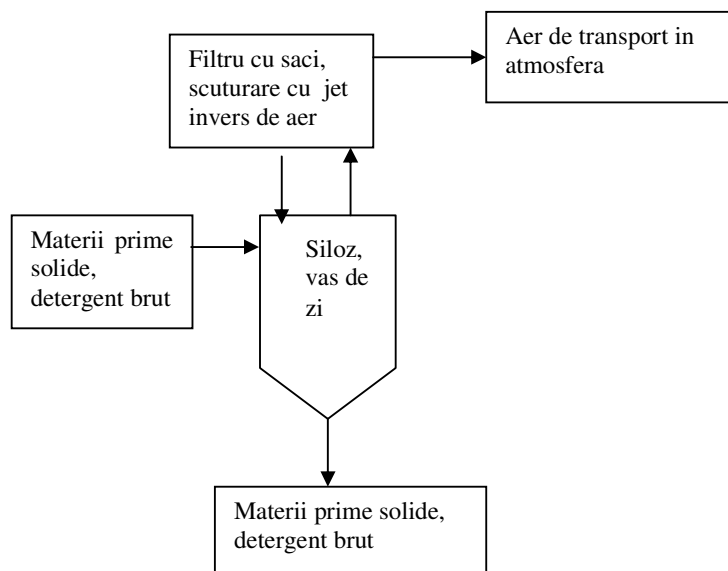 Filtru cu saci,
scuturare cu jet
invers de aer
Aer de transport in
atmosfera
Materii prime
solide,
detergent brut
Siloz,
vas de
zi
Materii prime solide,
detergent brut